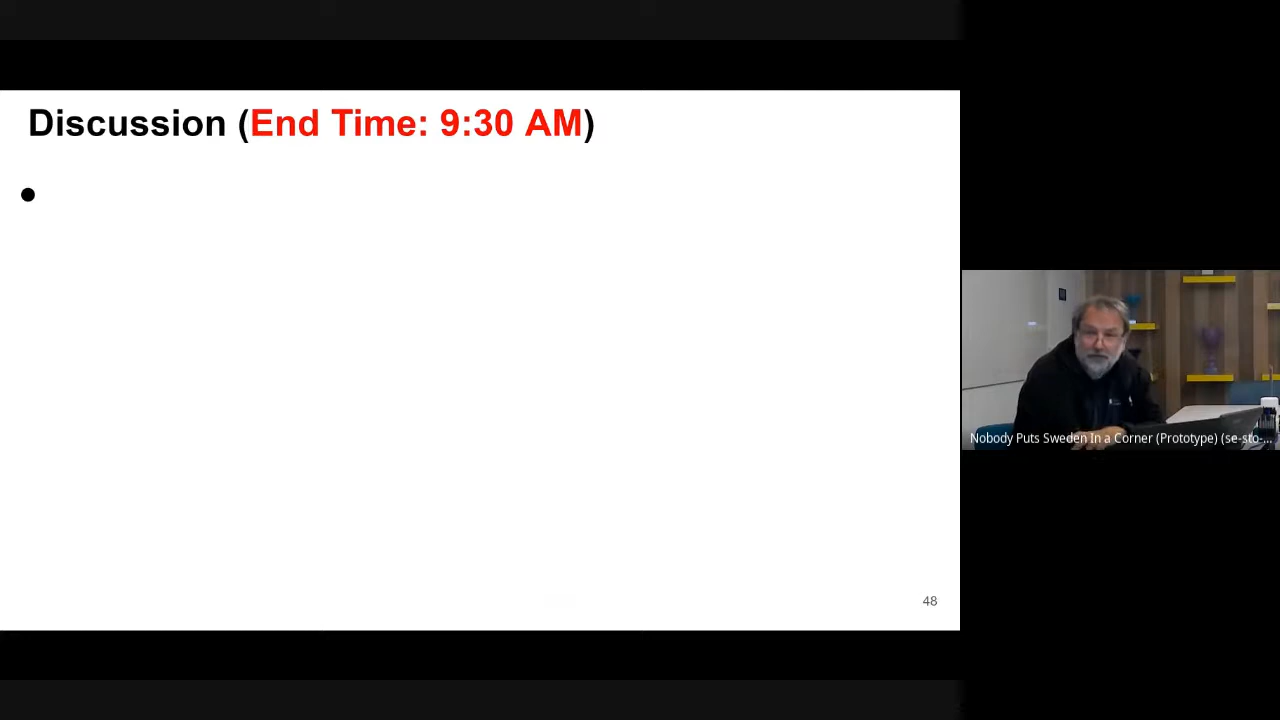 Discussion (End Time: 9:30 AM)
48
Nobody Puts Sweden In a Corner (Prototype) (se-sto-...